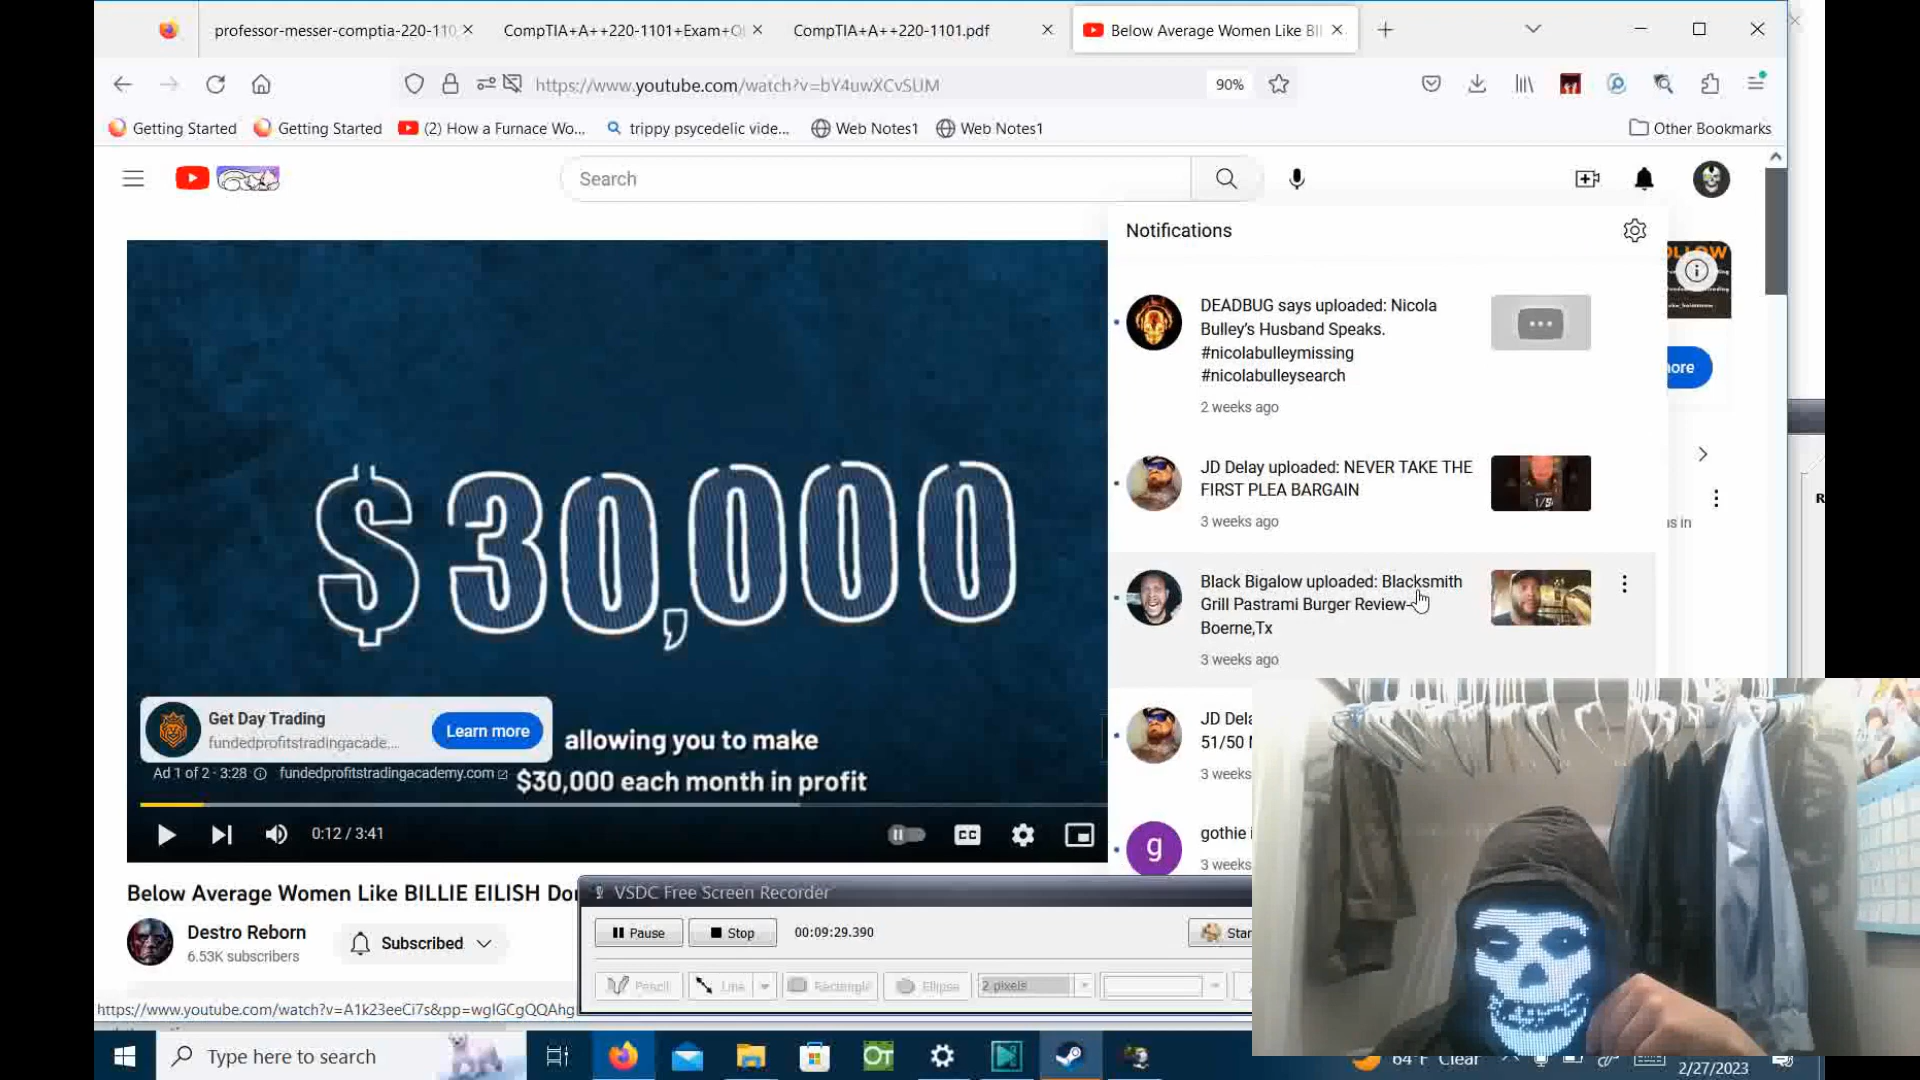 professor-messer-comptia-220-110
CompTIA+A++220-1101+Exam+Q
CompTIA+A++220-1101.pdf
Below Average Women Like BI
https://www.youtube.com/watch?v=bY4uwXCvSUM
90%
Getting Started
Getting Started
(2) How a Furnace Wo...
trippy psycedelic vide...
Web Notes1
Web Notes1
Other Bookmarks
Search
Notifications
DEADBUG says uploaded: Nicola
Bulley's Husband Speaks.
#nicolabulleymissing
#nicolabulleysearch
2 weeks ago
JD Delay uploaded: NEVER TAKE THE
FIRST PLEA BARGAIN
3 weeks ago
Black Bigalow uploaded: Blacksmith
Grill Pastrami Burger Review-
Boerne,Tx
3 weeks ago
JD Dela
51/50
3 weeks
g
gothie
3 weeks
ore
s in
$30,000
Get Day Trading
fundedprofitstradingacade,...
Learn more
allowing you to make
$30,000 each month in profit
Ad 1 of 2 · 3:28
fundedprofitstradingacademy.com
0:12 / 3:41
CC
Below Average Women Like BILLIE EILISH Do
Destro Reborn
6.53K subscribers
Subscribed
VSDC Free Screen Recorder
Pause
Stop
00:09:29.390
Star
Pencil
Line
Rectangle
Ellipse
2 pixels
https://www.youtube.com/watch?v=A1k23eeCi7s&pp=wgIGCgQQAhg
Type here to search
OT
64°F Clear
2/27/2023